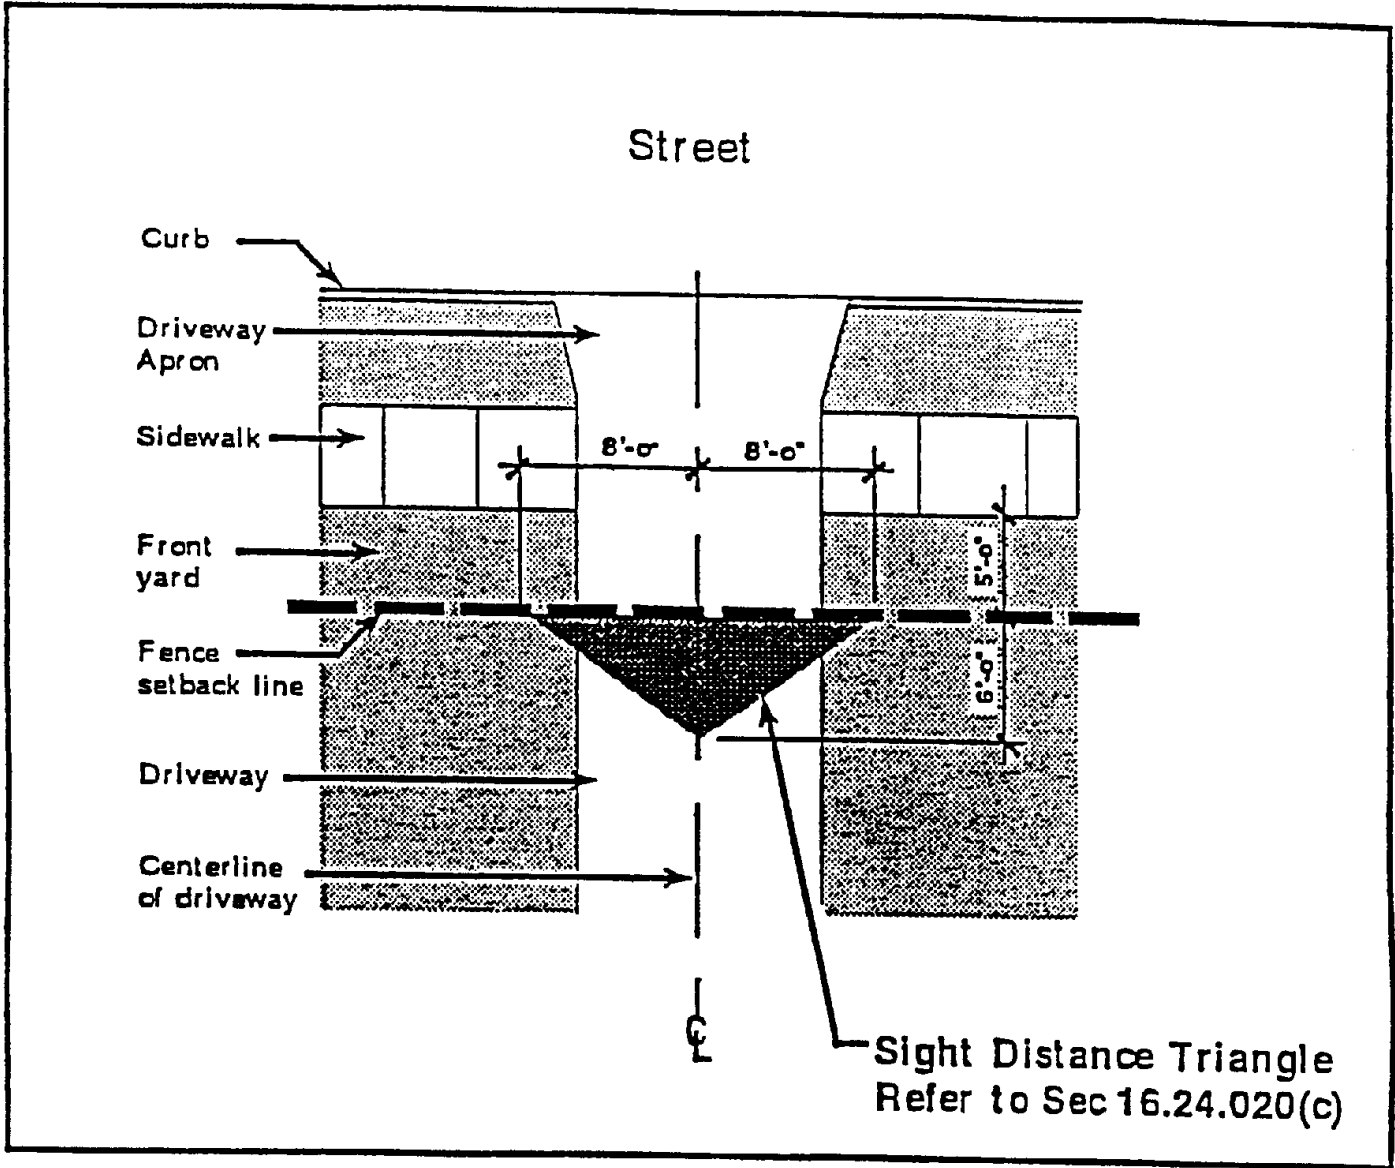 Street
Curb
Driveway
Apron
Sidewalk
8'-0"
8'-0"
Front
yard
5'-0"
Fence
setback line
6'-0"
Driveway
Centerline
of driveway
℄
Sight Distance Triangle
Refer to Sec 16.24.020(c)